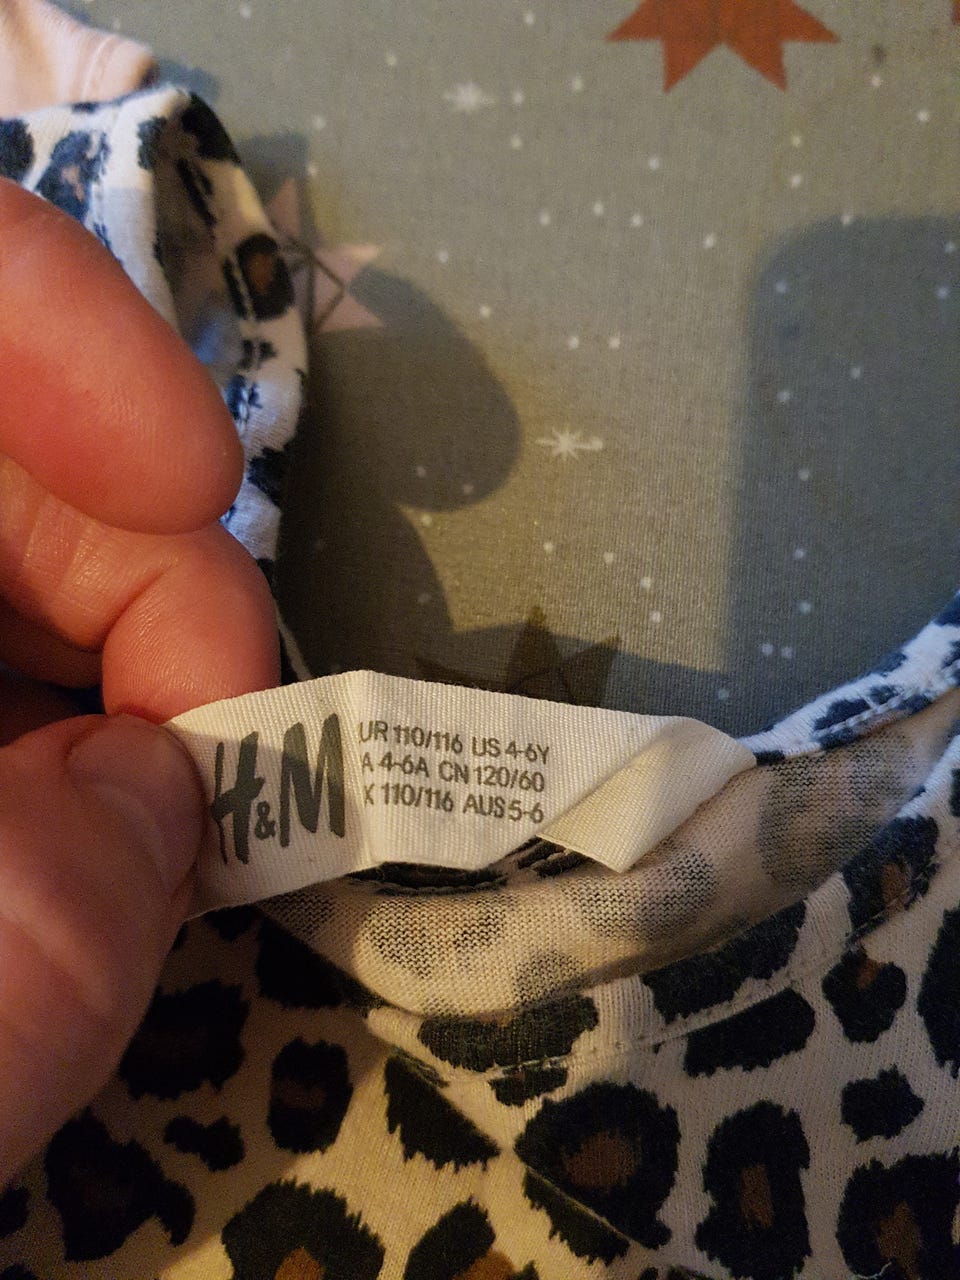 H&M
UR 110/116 US 4-6Y
A 4-6A CN 120/60
X 110/116 AUS 5-6